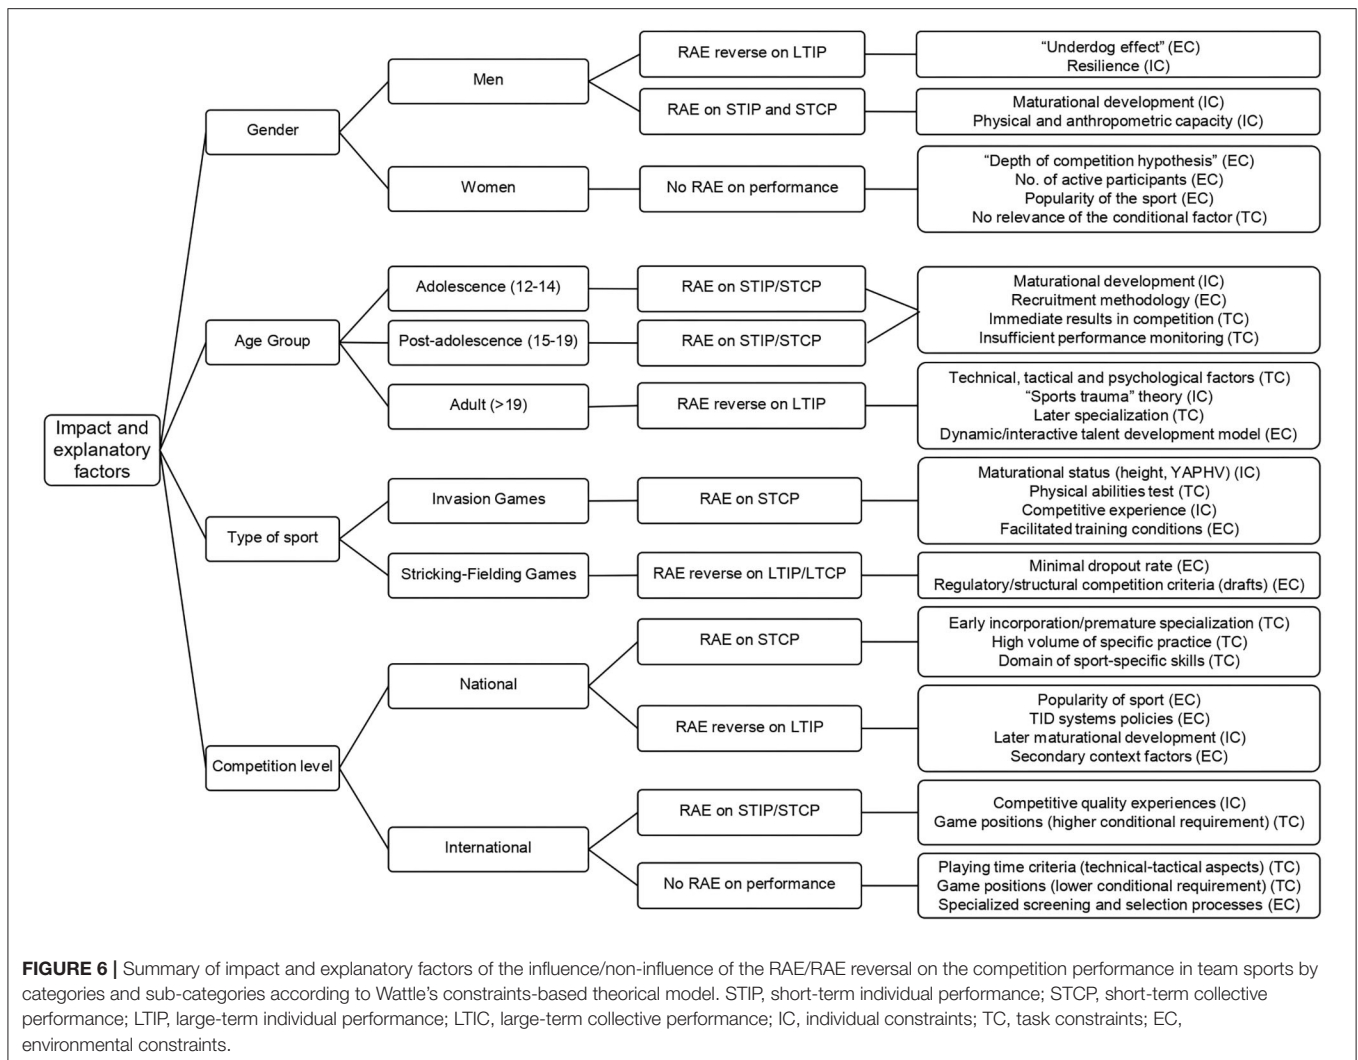 Impact and
explanatory
factors
Gender
Men
RAE reverse on LTIP
“Underdog effect” (EC)
Resilience (IC)
RAE on STIP and STCP
Maturational development (IC)
Physical and anthropometric capacity (IC)
Women
No RAE on performance
“Depth of competition hypothesis” (EC)
No. of active participants (EC)
Popularity of the sport (EC)
No relevance of the conditional factor (TC)
Age Group
Adolescence (12-14)
RAE on STIP/STCP
Post-adolescence (15-19)
RAE on STIP/STCP
Maturational development (IC)
Recruitment methodology (EC)
Immediate results in competition (TC)
Insufficient performance monitoring (TC)
Adult (>19)
RAE reverse on LTIP
Technical, tactical and psychological factors (TC)
“Sports trauma” theory (IC)
Later specialization (TC)
Dynamic/interactive talent development model (EC)
Type of sport
Invasion Games
RAE on STCP
Maturational status (height, YAPHV) (IC)
Physical abilities test (TC)
Competitive experience (IC)
Facilitated training conditions (EC)
Stricking-Fielding Games
RAE reverse on LTIP/LTCP
Minimal dropout rate (EC)
Regulatory/structural competition criteria (drafts) (EC)
Competition level
National
RAE on STCP
Early incorporation/premature specialization (TC)
High volume of specific practice (TC)
Domain of sport-specific skills (TC)
RAE reverse on LTIP
Popularity of sport (EC)
TID systems policies (EC)
Later maturational development (IC)
Secondary context factors (EC)
International
RAE on STIP/STCP
Competitive quality experiences (IC)
Game positions (higher conditional requirement) (TC)
No RAE on performance
Playing time criteria (technical-tactical aspects) (TC)
Game positions (lower conditional requirement) (TC)
Specialized screening and selection processes (EC)
FIGURE 6 | Summary of impact and explanatory factors of the influence/non-influence of the RAE/RAE reversal on the competition performance in team sports by
categories and sub-categories according to Wattle’s constraints-based theorical model. STIP, short-term individual performance; STCP, short-term collective
performance; LTIP, large-term individual performance; LTIC, large-term collective performance; IC, individual constraints; TC, task constraints; EC,
environmental constraints.